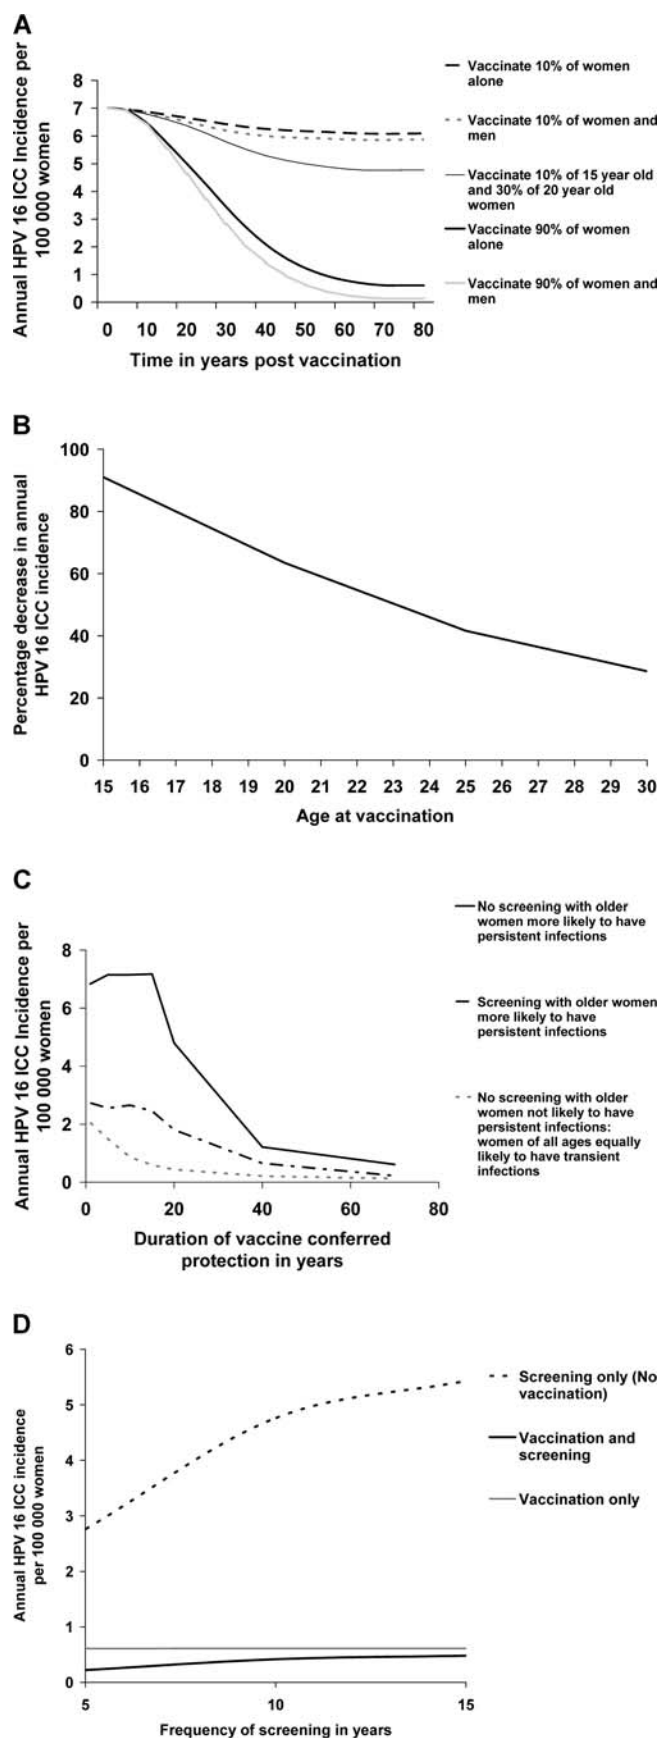 A
Annual HPV 16 ICC Incidence per
100 000 women
8
7
6
5
4
3
2
1
0
0 10 20 30 40 50 60 70 80
Time in years post vaccination
Vaccinate 10% of women
alone
Vaccinate 10% of women and
men
Vaccinate 10% of 15 year old
and 30% of 20 year old
women
Vaccinate 90% of women
alone
Vaccinate 90% of women and
men
B
Percentage decrease in annual
HPV 16 ICC incidence
100
80
60
40
20
0
15 16 17 18 19 20 21 22 23 24 25 26 27 28 29 30
Age at vaccination
C
Annual HPV 16 ICC Incidence per
100 000 women
8
6
4
2
0
0 20 40 60 80
Duration of vaccine conferred
protection in years
No screening with older
women more likely to have
persistent infections
Screening with older women
more likely to have
persistent infections
No screening with older
women not likely to have
persistent infections:
women of all ages equally
likely to have transient
infections
D
Annual HPV 16 ICC incidence
per 100 000 women
6
5
4
3
2
1
0
5 10 15
Frequency of screening in years
Screening only (No
vaccination)
Vaccination and
screening
Vaccination only